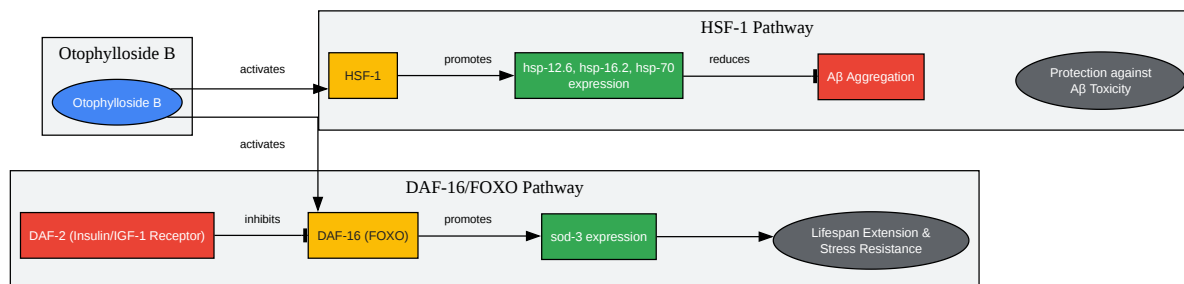 HSF-1 Pathway
Otophylloside B
Otophylloside B
activates
HSF-1
promotes
hsp-12.6, hsp-16.2, hsp-70
expression
reduces
Aβ Aggregation
Protection against
Aβ Toxicity
activates
DAF-16/FOXO Pathway
DAF-2 (Insulin/IGF-1 Receptor)
inhibits
DAF-16 (FOXO)
promotes
sod-3 expression
Lifespan Extension &
Stress Resistance